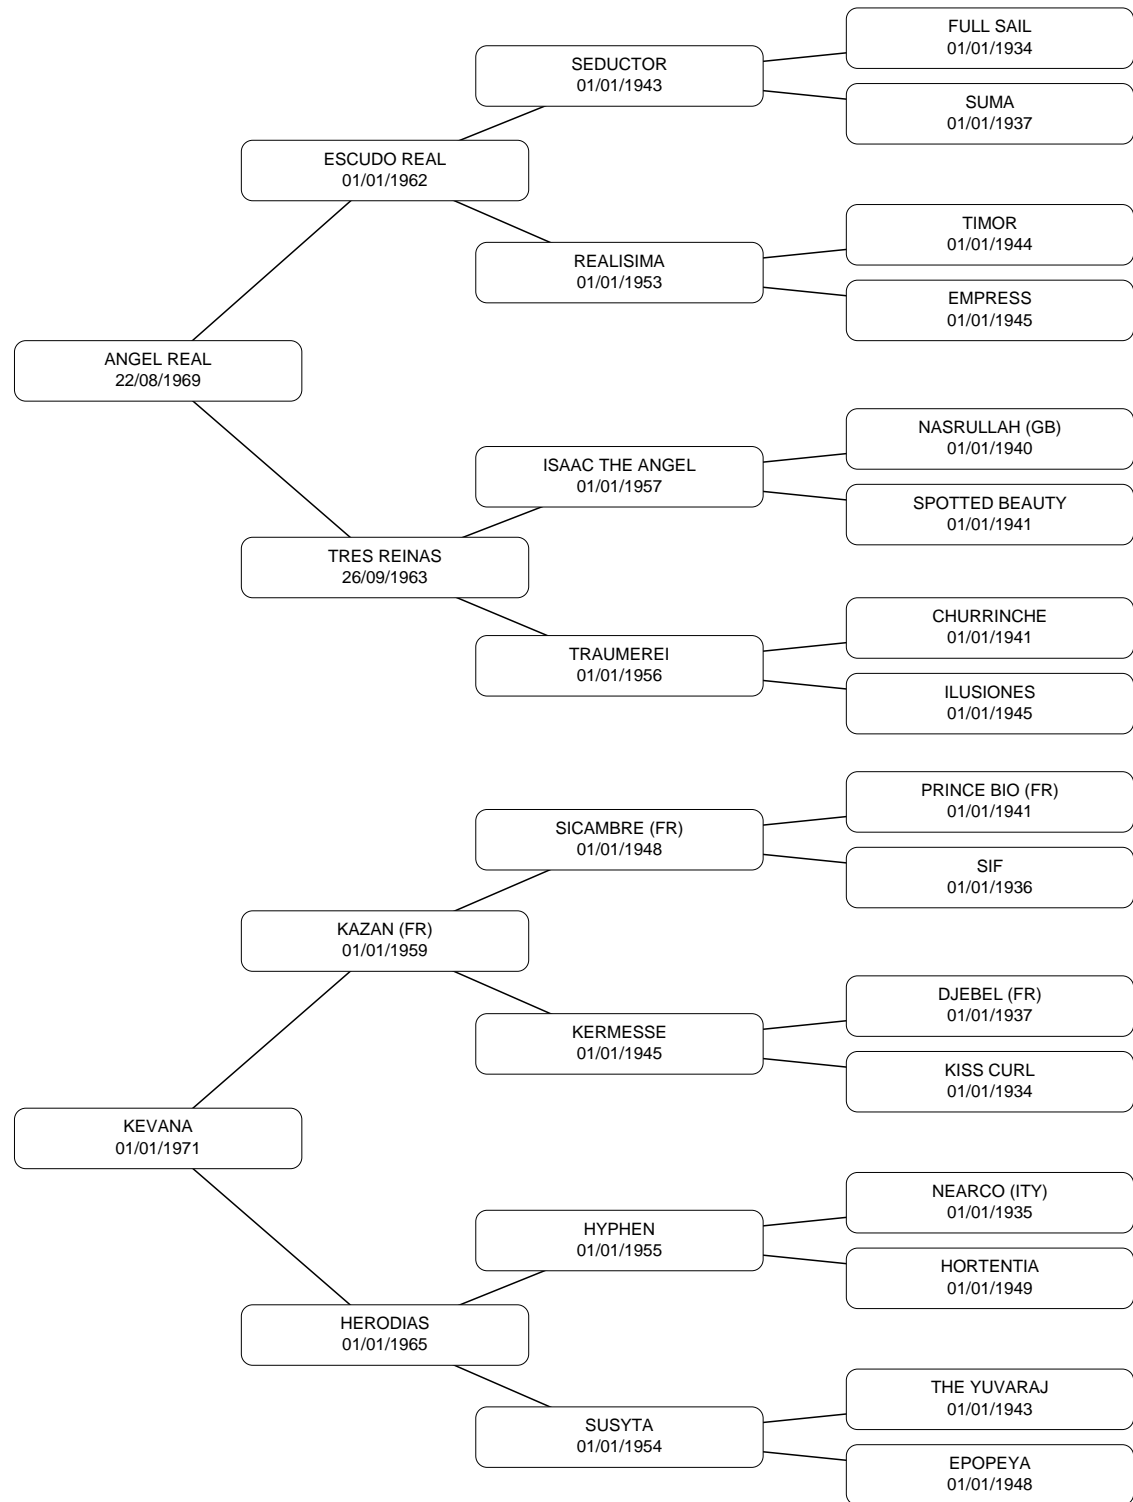 FULL SAIL
01/01/1934
SEDUCTOR
01/01/1943
SUMA
01/01/1937
ESCUDO REAL
01/01/1962
TIMOR
01/01/1944
REALISIMA
01/01/1953
EMPRESS
01/01/1945
ANGEL REAL
22/08/1969
NASRULLAH (GB)
01/01/1940
ISAAC THE ANGEL
01/01/1957
SPOTTED BEAUTY
01/01/1941
TRES REINAS
26/09/1963
CHURRINCHE
01/01/1941
TRAUMEREI
01/01/1956
ILUSIONES
01/01/1945
PRINCE BIO (FR)
01/01/1941
SICAMBRE (FR)
01/01/1948
SIF
01/01/1936
KAZAN (FR)
01/01/1959
DJEBEL (FR)
01/01/1937
KERMESSE
01/01/1945
KISS CURL
01/01/1934
KEVANA
01/01/1971
NEARCO (ITY)
01/01/1935
HYPHEN
01/01/1955
HORTENTIA
01/01/1949
HERODIAS
01/01/1965
THE YUVARAJ
01/01/1943
SUSYTA
01/01/1954
EPOPEYA
01/01/1948